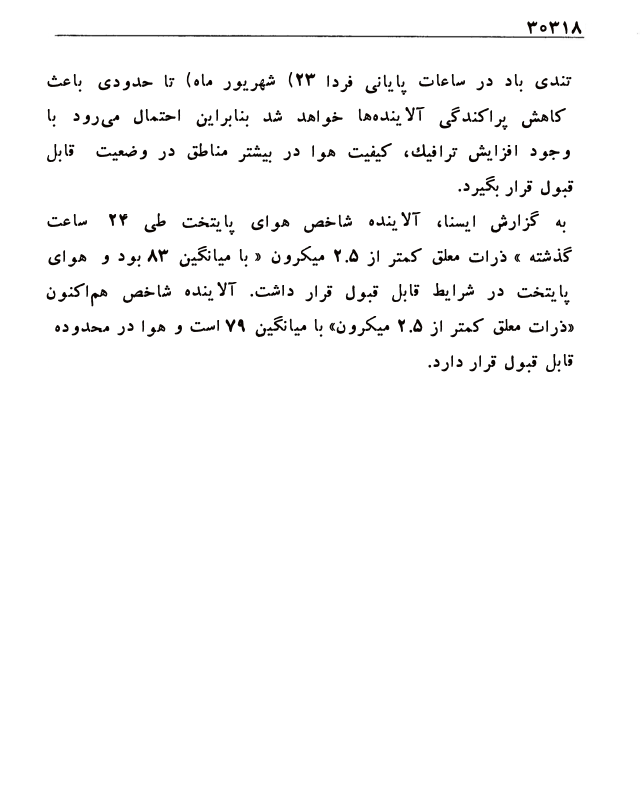 ۳۰۳۱۸
تندی باد در ساعات پایانی فردا ۲۳) شهریور ماه) تا حدودی باعث
کاهش پراکندگی آلاینده‌ها خواهد شد بنابراین احتمال می‌رود با
وجود افزایش ترافیك، کیفیت هوا در بیشتر مناطق در وضعیت قابل
قبول قرار بگیرد.
به گزارش ایسنا، آلاینده شاخص هوای پایتخت طی ۲۴ ساعت
گذشته » ذرات معلق کمتر از ۲.۵ میکرون « با میانگین ۸۳ بود و هوای
پایتخت در شرایط قابل قبول قرار داشت. آلاینده شاخص هم‌اکنون
«ذرات معلق کمتر از ۲.۵ میکرون» با میانگین ۷۹ است و هوا در محدوده
قابل قبول قرار دارد.